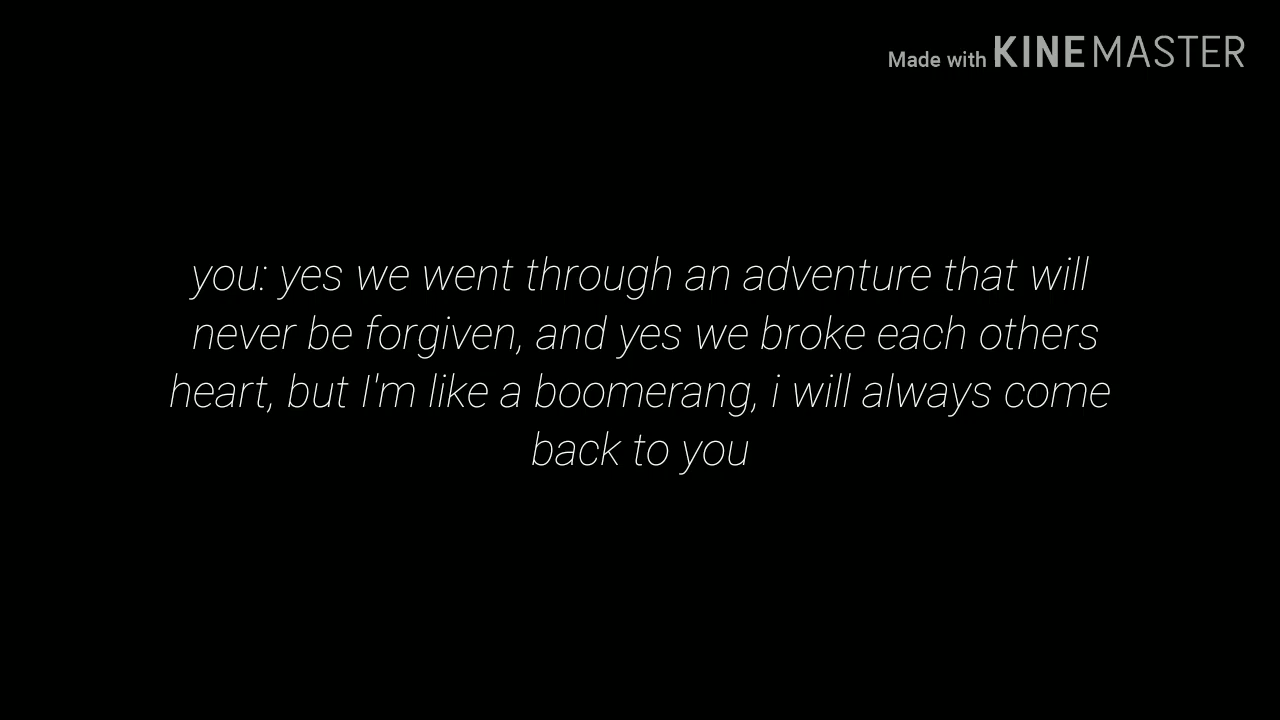 Made with KINEMASTER
you: yes we went through an adventure that will
never be forgiven, and yes we broke each others
heart, but I'm like a boomerang, i will always come
back to you